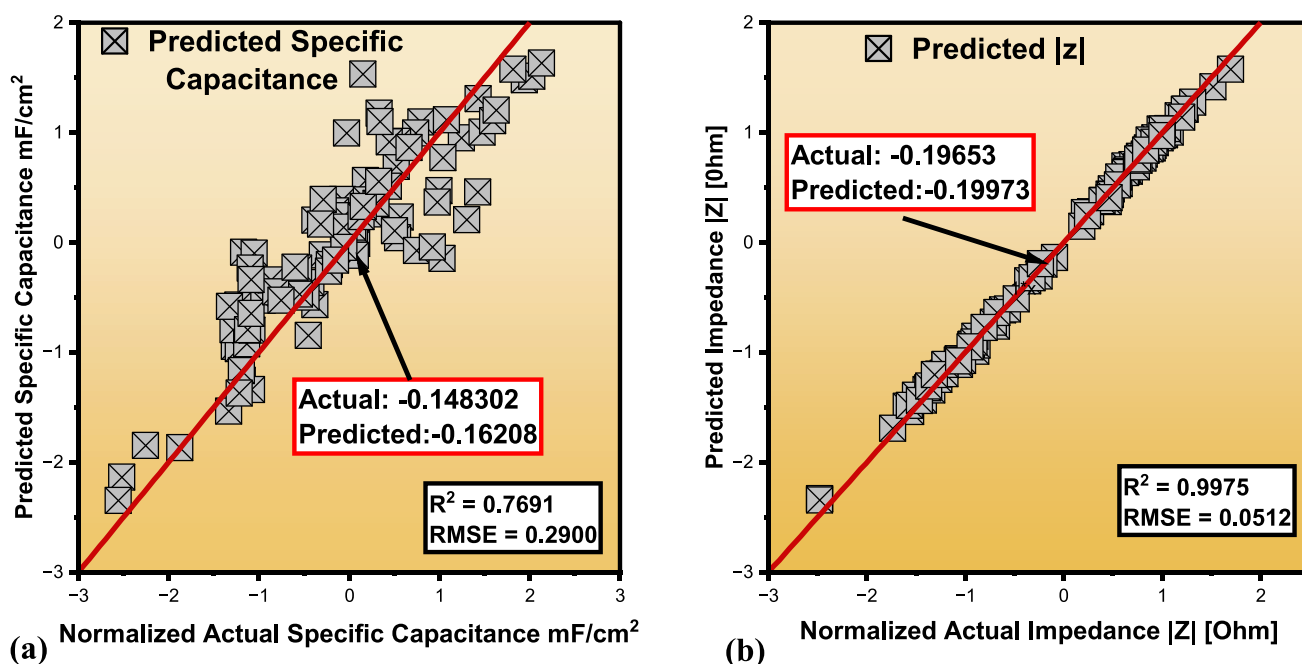 Predicted Specific Capacitance mF/cm²
2
1
0
−1
−2
−3
Predicted Specific
Capacitance
Actual: -0.148302
Predicted:-0.16208
R² = 0.7691
RMSE = 0.2900
−3 −2 −1 0 1 2 3
Normalized Actual Specific Capacitance mF/cm²
(a)
Predicted Impedance |Z| [0hm]
2
1
0
−1
−2
−3
Predicted |z|
Actual: -0.19653
Predicted:-0.19973
R² = 0.9975
RMSE = 0.0512
−3 −2 −1 0 1 2
Normalized Actual Impedance |Z| [Ohm]
(b)